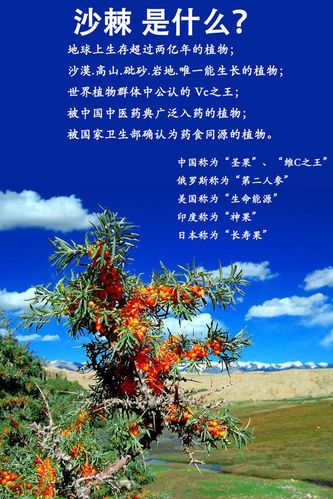 沙棘 是什么？
地球上生存超过两亿年的植物；
沙漠.高山.砒砂.岩地.唯一能生长的植物；
世界植物群体中公认的 Vc之王；
被中国中医药典广泛入药的植物；
被国家卫生部确认为药食同源的植物。
中国称为“圣果”、“维C之王”
俄罗斯称为“第二人参”
美国称为“生命能源”
印度称为“神果”
日本称为“长寿果”